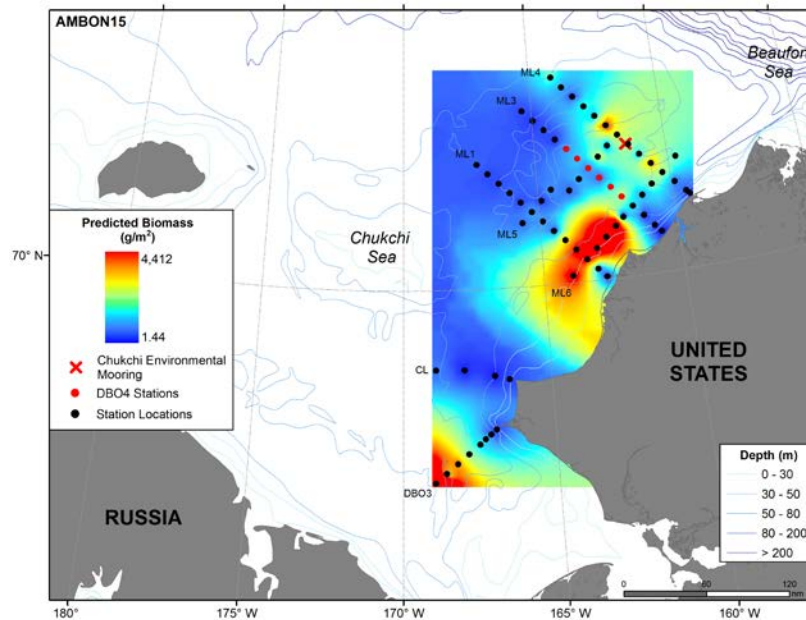 AMBON15
Beaufort
Sea
ML4
ML3
ML1
Predicted Biomass
(g/m²)
4,412
1.44
Chukchi Environmental
Mooring
DBO4 Stations
Station Locations
Chukchi
Sea
70° N
ML5
ML6
UNITED
STATES
CL
DBO3
RUSSIA
Depth (m)
0 - 30
30 - 50
50 - 80
80 - 200
> 200
0
60
120
nm
180°
175° W
170° W
165° W
160° W